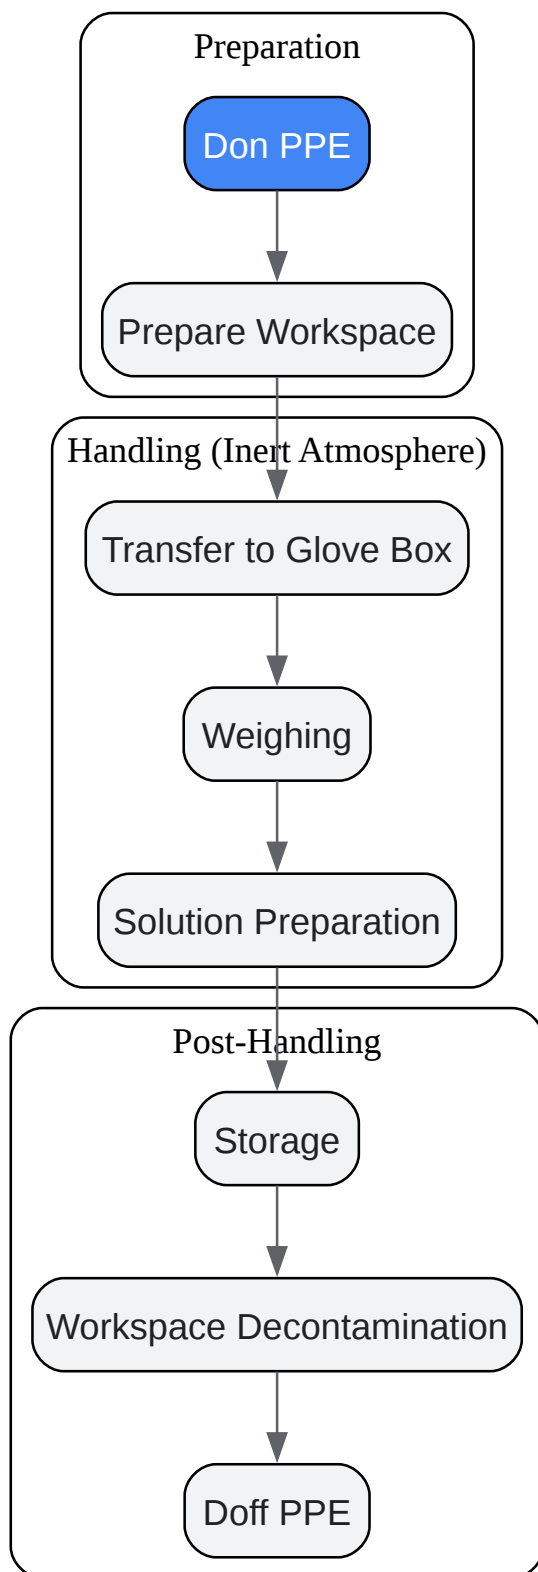 Preparation
Don PPE
Prepare Workspace
Handling (Inert Atmosphere)
Transfer to Glove Box
Weighing
Solution Preparation
Post-Handling
Storage
Workspace Decontamination
Doff PPE